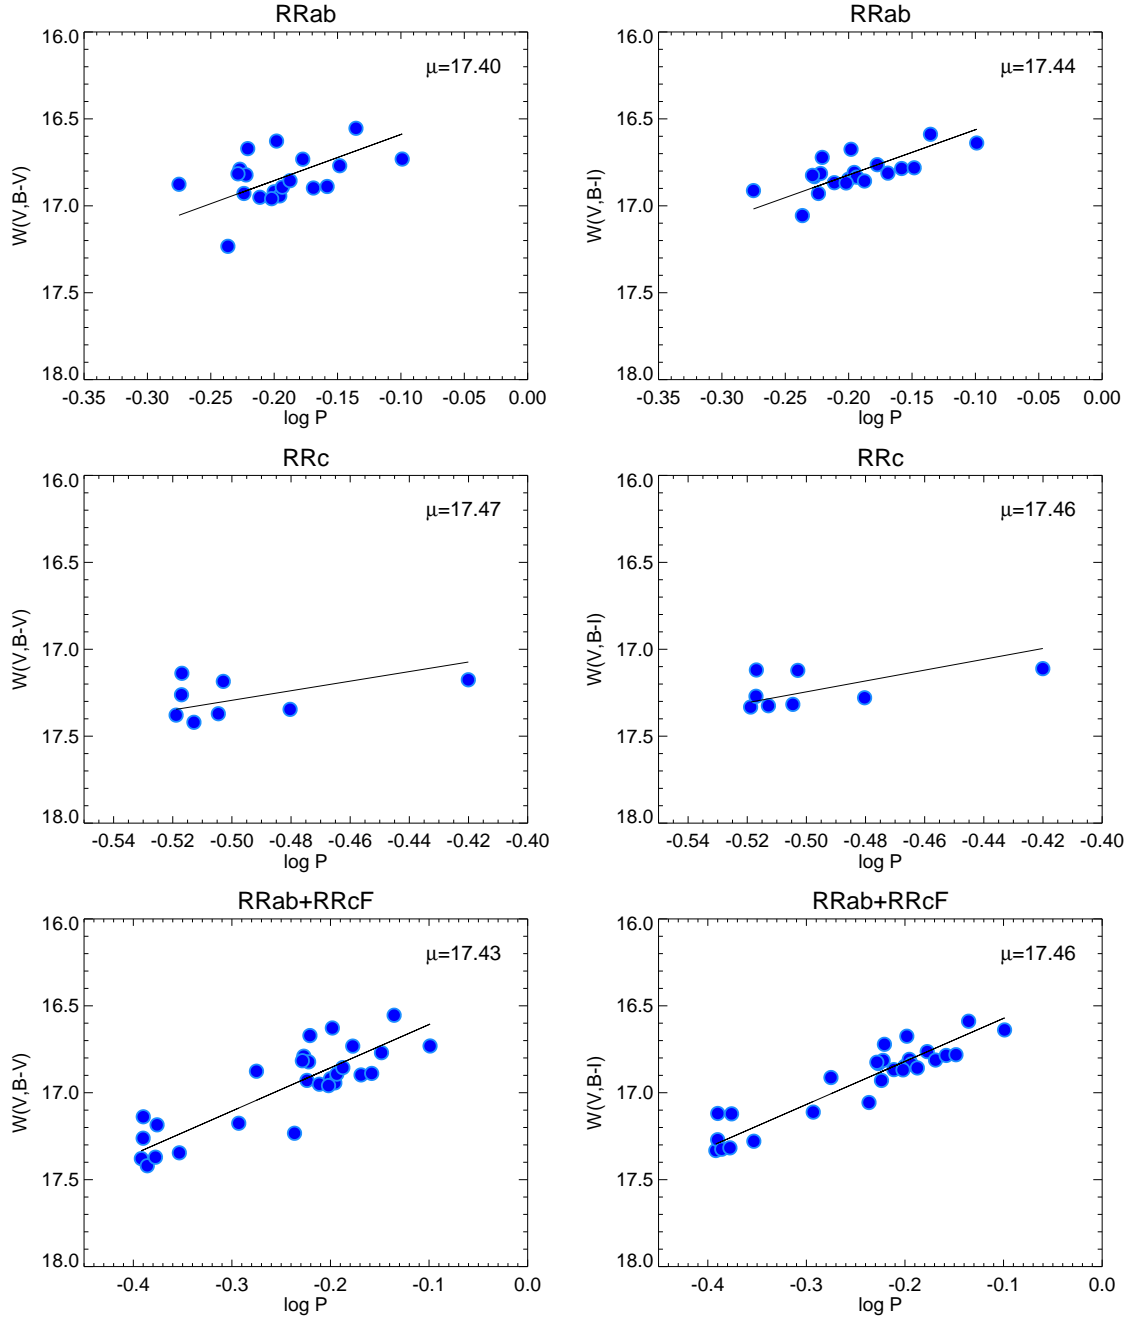 RRab
μ=17.40
W(V,B-V)
16.0
16.5
17.0
17.5
18.0
-0.35 -0.30 -0.25 -0.20 -0.15 -0.10 -0.05 0.00
log P
RRab
μ=17.44
W(V,B-I)
16.0
16.5
17.0
17.5
18.0
-0.35 -0.30 -0.25 -0.20 -0.15 -0.10 -0.05 0.00
log P
RRc
μ=17.47
W(V,B-V)
16.0
16.5
17.0
17.5
18.0
-0.54 -0.52 -0.50 -0.48 -0.46 -0.44 -0.42 -0.40
log P
RRc
μ=17.46
W(V,B-I)
16.0
16.5
17.0
17.5
18.0
-0.54 -0.52 -0.50 -0.48 -0.46 -0.44 -0.42 -0.40
log P
RRab+RRcF
μ=17.43
W(V,B-V)
16.0
16.5
17.0
17.5
18.0
-0.4 -0.3 -0.2 -0.1 0.0
log P
RRab+RRcF
μ=17.46
W(V,B-I)
16.0
16.5
17.0
17.5
18.0
-0.4 -0.3 -0.2 -0.1 0.0
log P